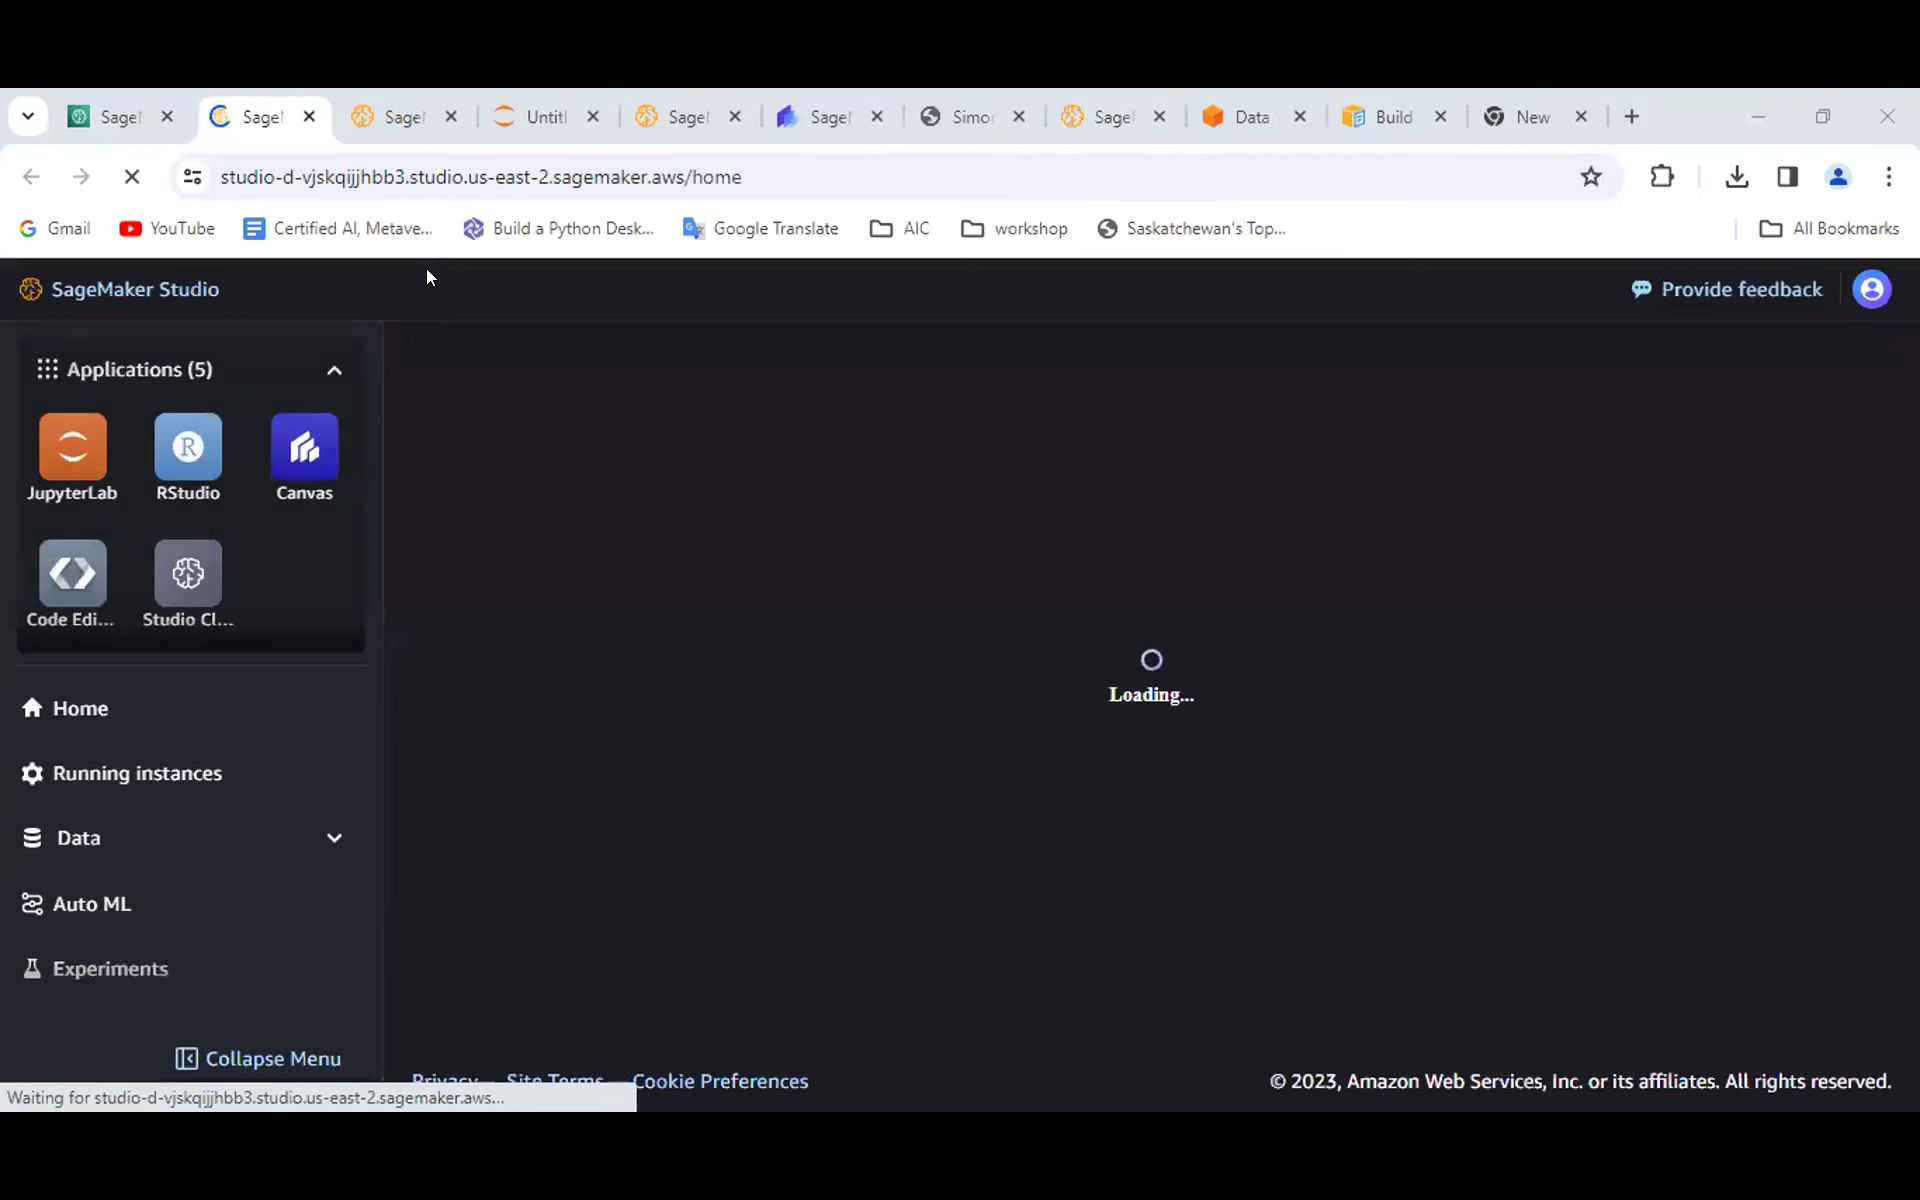 Sage
Sage
Sage
Untitl
Sage
Sage
Simo
Sage
Data
Build
New
studio-d-vjskqijjhbb3.studio.us-east-2.sagemaker.aws/home
Gmail
YouTube
Certified AI, Metave...
Build a Python Desk...
Google Translate
AIC
workshop
Saskatchewan's Top...
All Bookmarks
SageMaker Studio
Provide feedback
Applications (5)
JupyterLab
RStudio
Canvas
Code Edi...
Studio Cl...
Loading...
Home
Running instances
Data
Auto ML
Experiments
Collapse Menu
Privacy
Site Terms
Cookie Preferences
© 2023, Amazon Web Services, Inc. or its affiliates. All rights reserved.
Waiting for studio-d-vjskqijjhbb3.studio.us-east-2.sagemaker.aws...